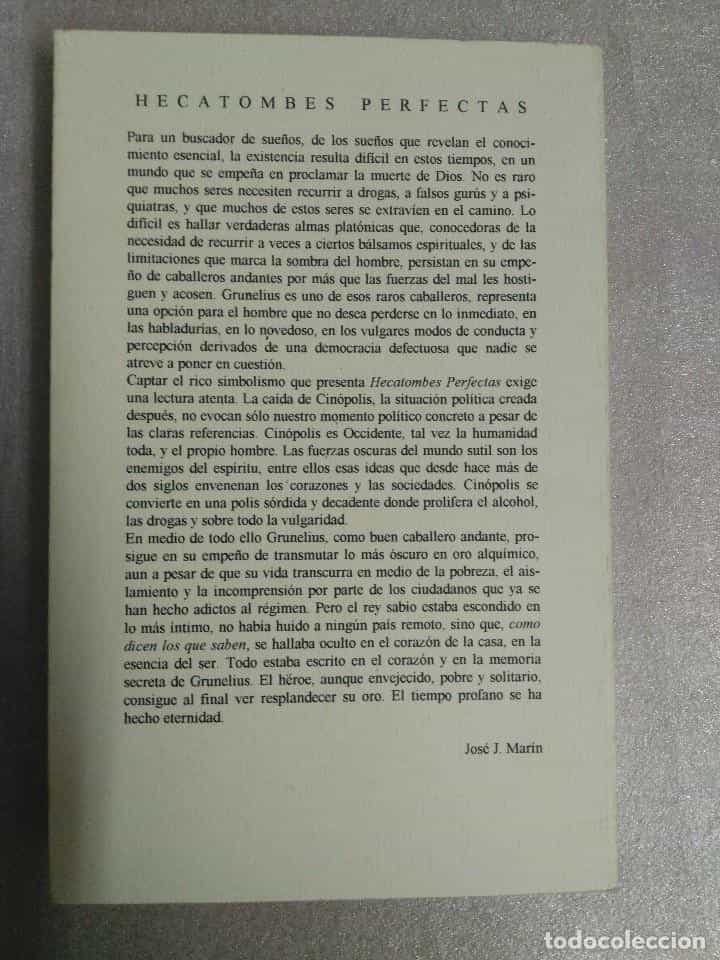 HECATOMBES PERFECTAS
Para un buscador de sueños, de los sueños que revelan el conoci-
miento esencial, la existencia resulta difícil en estos tiempos, en un
mundo que se empeña en proclamar la muerte de Dios. No es raro
que muchos seres necesiten recurrir a drogas, a falsos gurús y a psi-
quiatras, y que muchos de estos seres se extravíen en el camino. Lo
difícil es hallar verdaderas almas platónicas que, conocedoras de la
necesidad de recurrir a veces a ciertos bálsamos espirituales, y de las
limitaciones que marca la sombra del hombre, persistan en su empe-
ño de caballeros andantes por más que las fuerzas del mal les hosti-
guen y acosen. Grunelius es uno de esos raros caballeros, representa
una opción para el hombre que no desea perderse en lo inmediato, en
las habladurías, en lo novedoso, en los vulgares modos de conducta y
percepción derivados de una democracia defectuosa que nadie se
atreve a poner en cuestión.
Captar el rico simbolismo que presenta Hecatombes Perfectas exige
una lectura atenta. La caída de Cinópolis, la situación política creada
después, no evocan sólo nuestro momento político concreto a pesar de
las claras referencias. Cinópolis es Occidente, tal vez la humanidad
toda, y el propio hombre. Las fuerzas oscuras del mundo sutil son los
enemigos del espíritu, entre ellos esas ideas que desde hace más de
dos siglos envenenan los corazones y las sociedades. Cinópolis se
convierte en una polis sórdida y decadente donde prolifera el alcohol,
las drogas y sobre todo la vulgaridad.
En medio de todo ello Grunelius, como buen caballero andante, pro-
sigue en su empeño de transmutar lo más oscuro en oro alquímico,
aun a pesar de que su vida transcurra en medio de la pobreza, el ais-
lamiento y la incomprensión por parte de los ciudadanos que ya se
han hecho adictos al régimen. Pero el rey sabio estaba escondido en
lo más íntimo, no había huido a ningún país remoto, sino que, como
dicen los que saben, se hallaba oculto en el corazón de la casa, en la
esencia del ser. Todo estaba escrito en el corazón y en la memoria
secreta de Grunelius. El héroe, aunque envejecido, pobre y solitario,
consigue al final ver resplandecer su oro. El tiempo profano se ha
hecho eternidad.
José J. Marín
todocoleccion